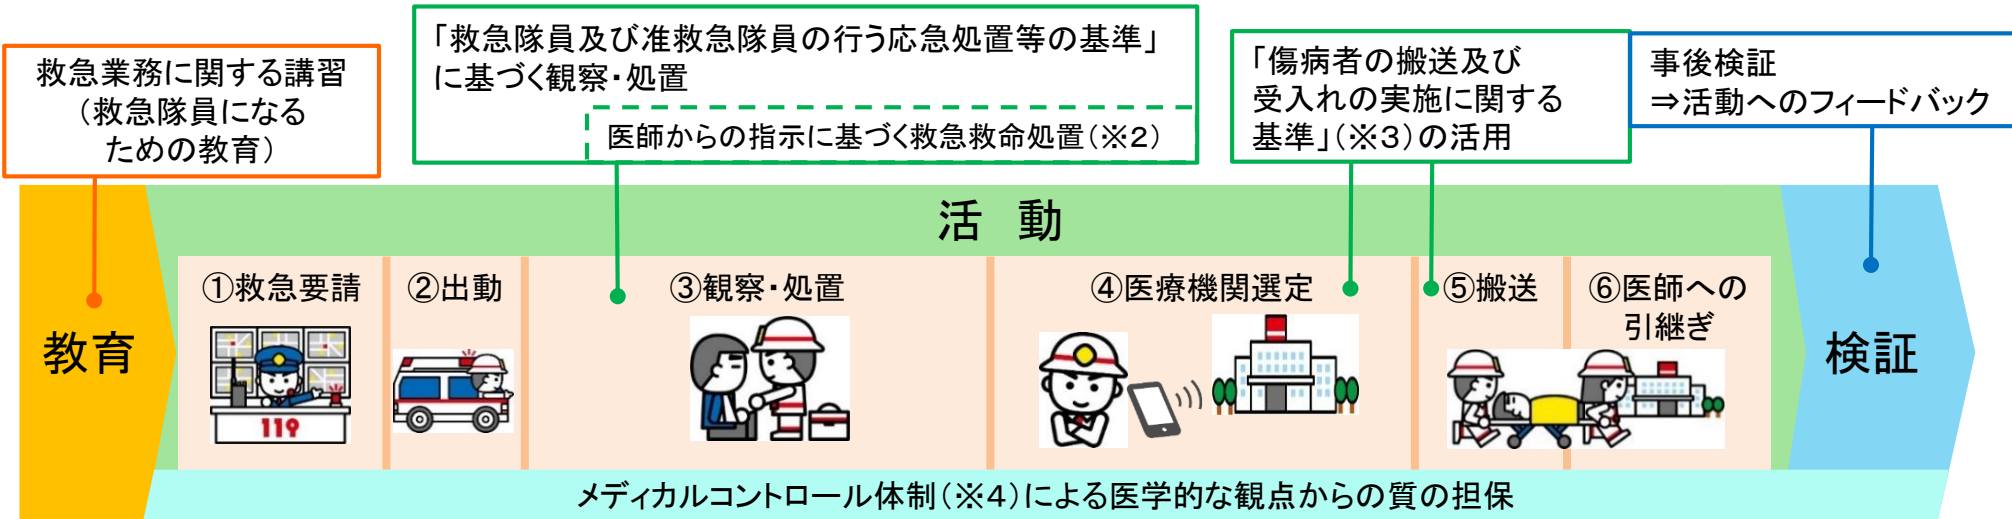 救急業務に関する講習
(救急隊員になる
ための教育)
「救急隊員及び准救急隊員の行う応急処置等の基準」
に基づく観察・処置
医師からの指示に基づく救急救命処置(※2)
「傷病者の搬送及び
受入れの実施に関する
基準」(※3)の活用
事後検証
⇒活動へのフィードバック
活 動
教育
①救急要請
②出動
③観察・処置
④医療機関選定
⑤搬送
⑥医師への
引継ぎ
119
検証
メディカルコントロール体制(※4)による医学的な観点からの質の担保